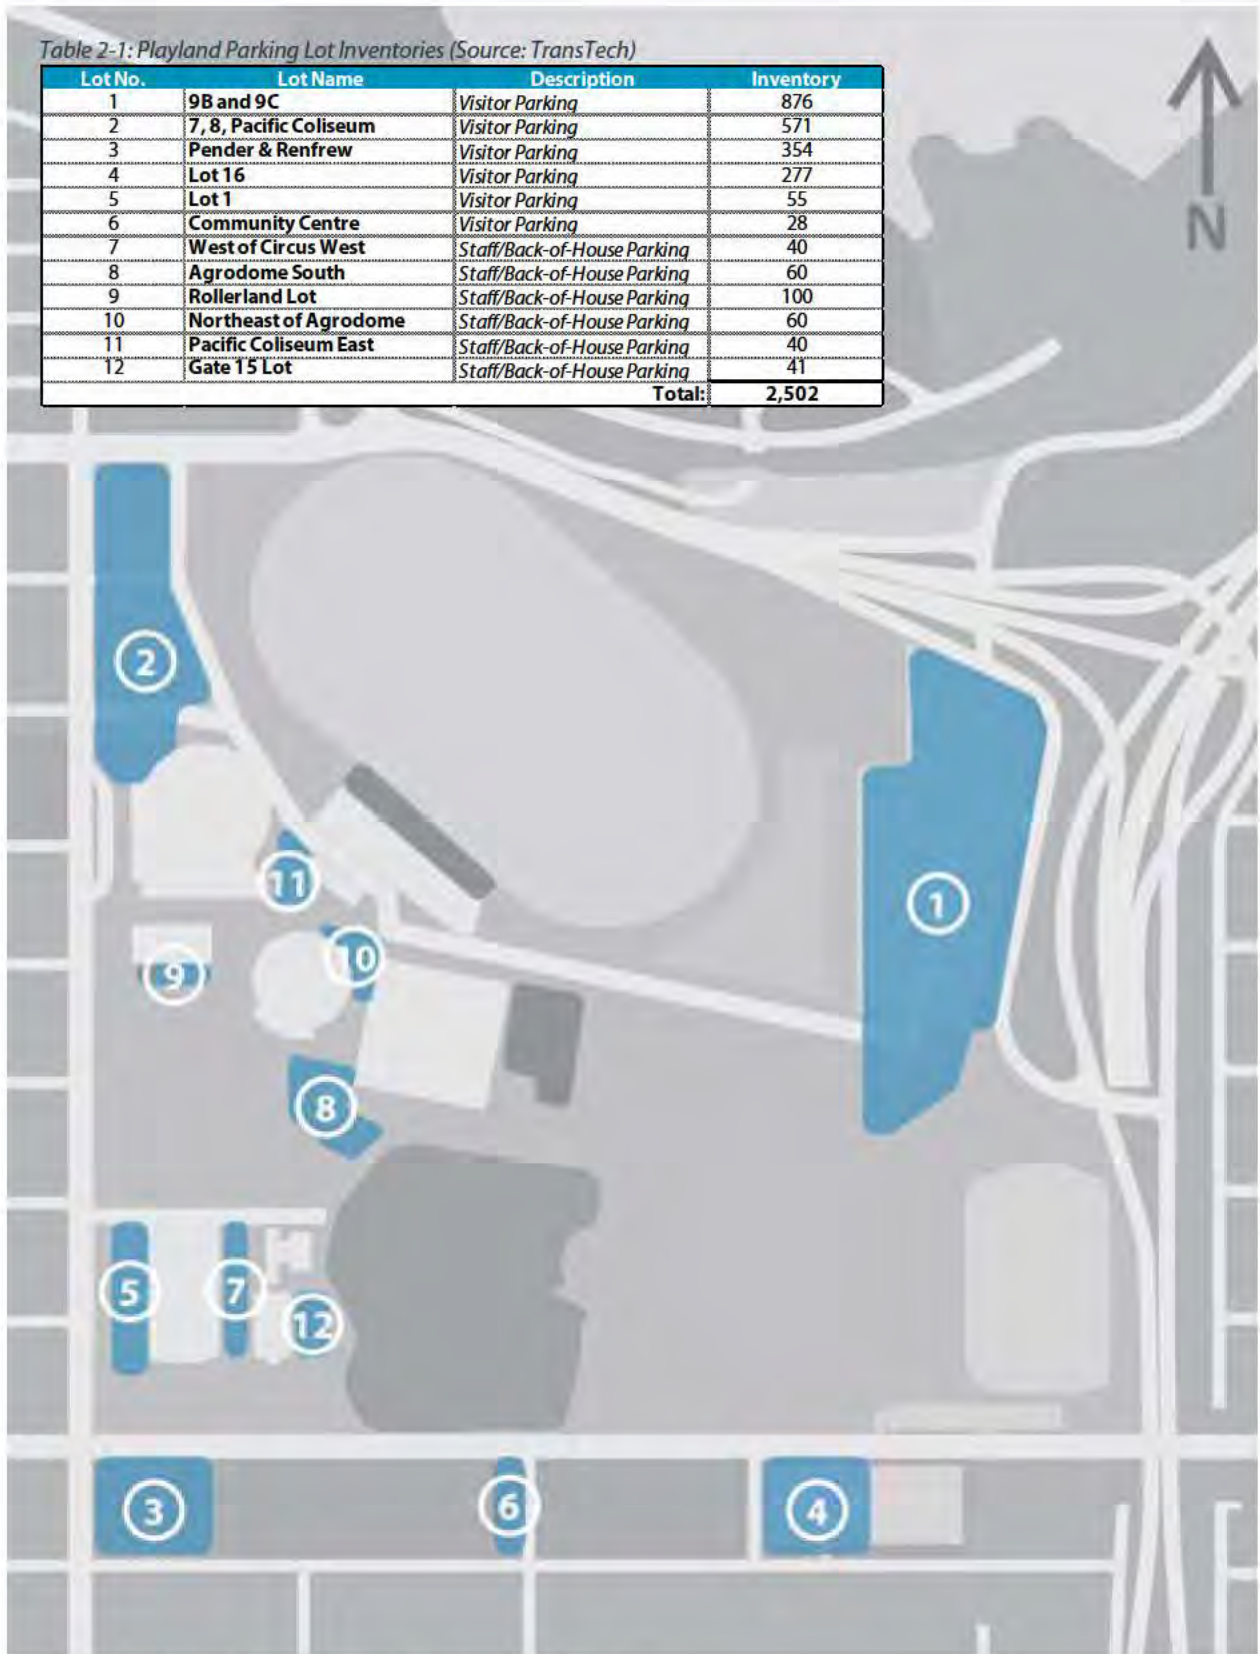 Table 2-1: Playland Parking Lot Inventories (Source: TransTech)
Lot No. Lot Name Description Inventory
1 9B and 9C Visitor Parking 876
2 7, 8, Pacific Coliseum Visitor Parking 571
3 Pender & Renfrew Visitor Parking 354
4 Lot 16 Visitor Parking 277
5 Lot 1 Visitor Parking 55
6 Community Centre Visitor Parking 28
7 West of Circus West Staff/Back-of-House Parking 40
8 Agrodome South Staff/Back-of-House Parking 60
9 Rollerland Lot Staff/Back-of-House Parking 100
10 Northeast of Agrodome Staff/Back-of-House Parking 60
11 Pacific Coliseum East Staff/Back-of-House Parking 40
12 Gate 15 Lot Staff/Back-of-House Parking 41
Total: 2,502
N
2
11
1
10
9
8
5
7
12
3
6
4